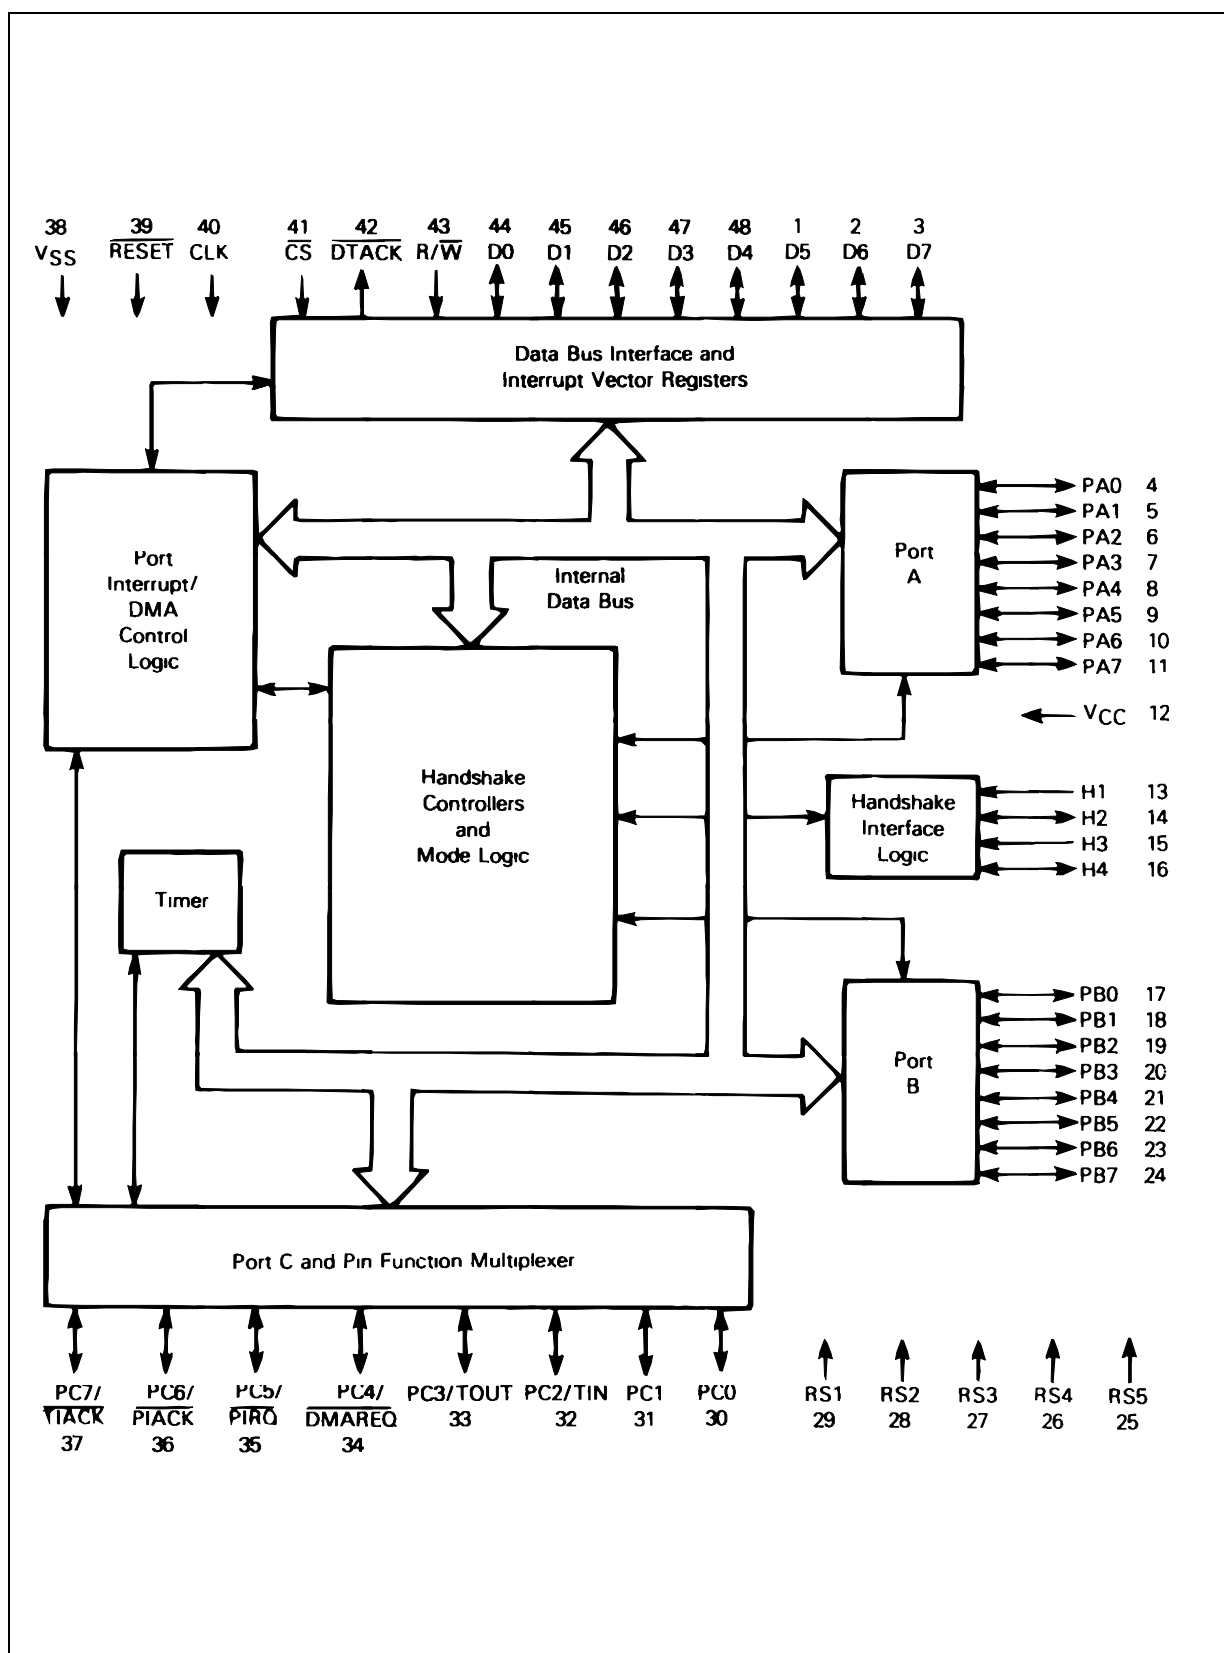 38 39 40 41 42 43 44 45 46 47 48 1 2 3
VSS RESET CLK CS DTACK R/W D0 D1 D2 D3 D4 D5 D6 D7
Data Bus Interface and
Interrupt Vector Registers
Port
Interrupt/
DMA
Control
Logic
Internal
Data Bus
Port
A
PA0 4
PA1 5
PA2 6
PA3 7
PA4 8
PA5 9
PA6 10
PA7 11
VCC 12
Handshake
Controllers
and
Mode Logic
Handshake
Interface
Logic
H1 13
H2 14
H3 15
H4 16
Timer
Port
B
PB0 17
PB1 18
PB2 19
PB3 20
PB4 21
PB5 22
PB6 23
PB7 24
Port C and Pin Function Multiplexer
PC7/ PC6/ PC5/ PC4/ PC3/TOUT PC2/TIN PC1 PC0 RS1 RS2 RS3 RS4 RS5
TIACK PIACK PIRQ DMAREQ 33 32 31 30 29 28 27 26 25
37 36 35 34